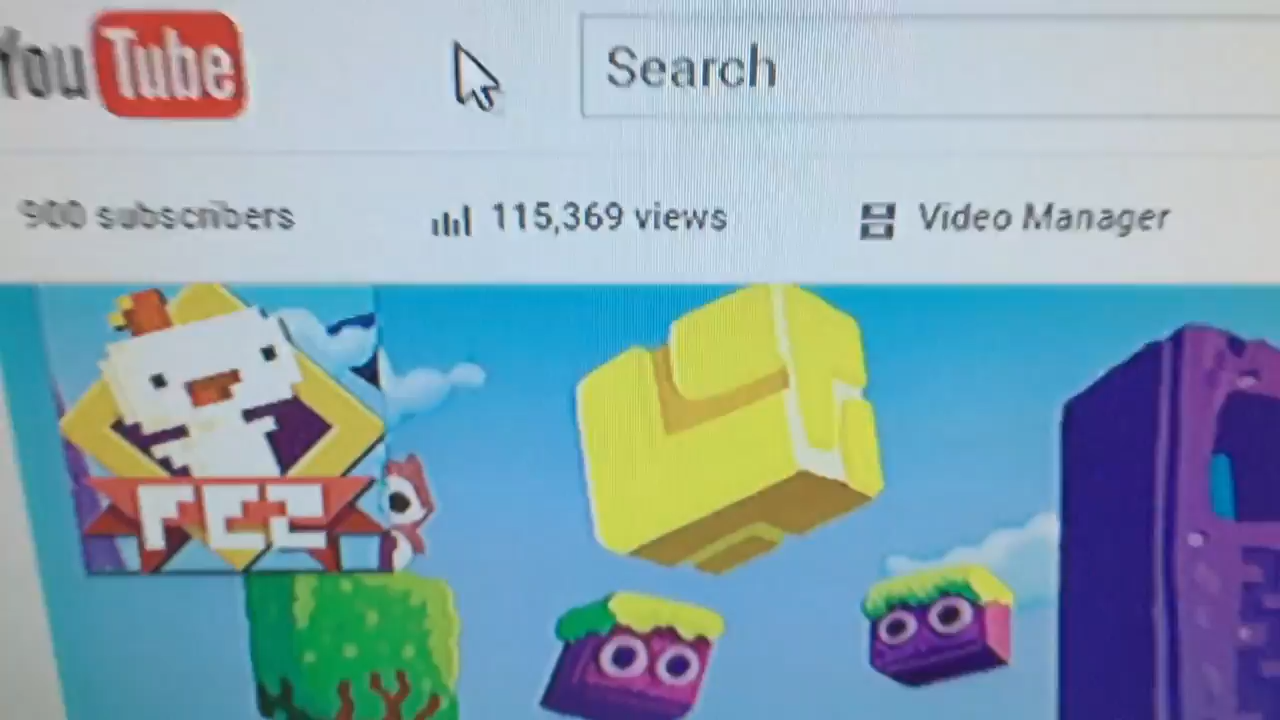 YouTube
Search
900 subscribers
115,369 views
Video Manager
FEZ